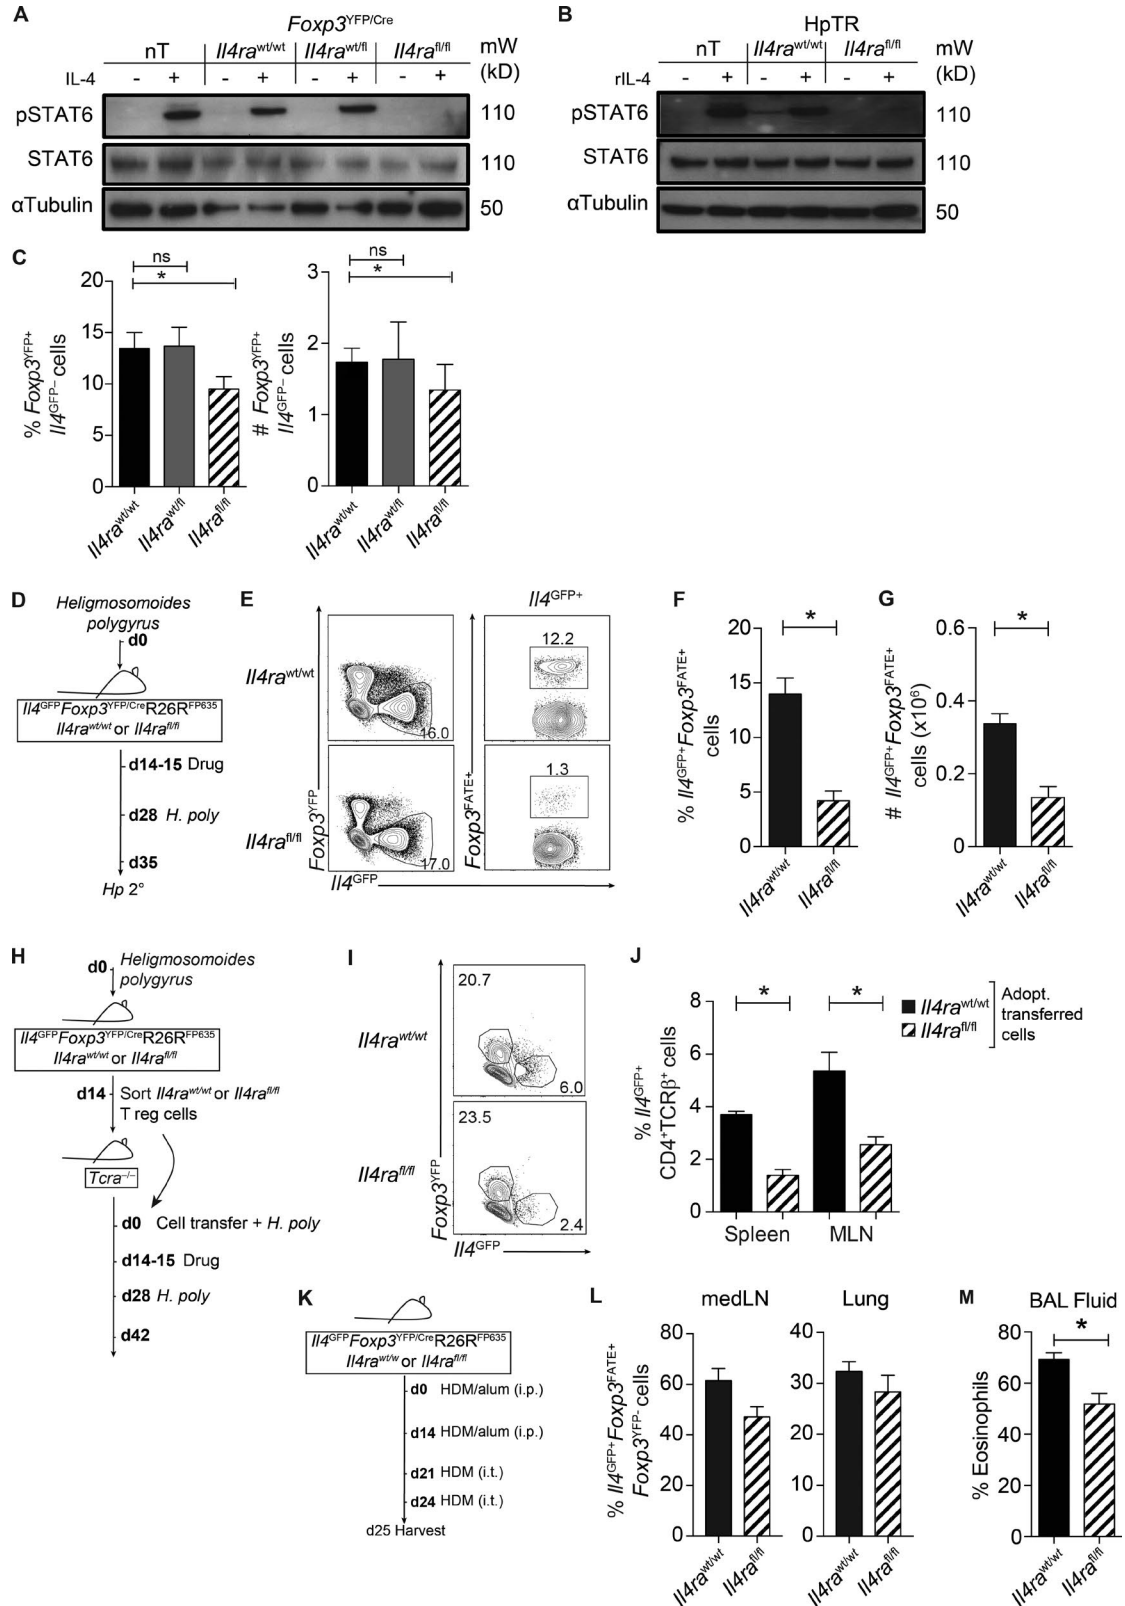 A
Foxp3YFP/Cre
nT Il4rawt/wt Il4rawt/fl Il4rafl/fl mW
(kD)
IL-4 - + - + - + - +
pSTAT6 110
STAT6 110
αTubulin 50
B
HpTR
nT Il4rawt/wt Il4rafl/fl mW
(kD)
rIL-4 - + - + - +
pSTAT6 110
STAT6 110
αTubulin 50
C
ns
*
% Foxp3YFP+
Il4GFP– cells
20
15
10
5
0
Il4rawt/wt
Il4rawt/fl
Il4rafl/fl
ns
*
# Foxp3YFP+
Il4GFP– cells
3
2
1
0
Il4rawt/wt
Il4rawt/fl
Il4rafl/fl
D
Heligmosomoides
polygyrus
d0
Il4GFPFoxp3YFP/CreR26RFP635
Il4rawt/wt or Il4rafl/fl
d14-15 Drug
d28 H. poly
d35
Hp 2°
E
Il4GFP+
Il4rawt/wt
16.0
12.2
Il4rafl/fl
17.0
1.3
Foxp3YFP
Foxp3FATE+
Il4GFP
F
*
% Il4GFP+Foxp3FATE+
cells
20
15
10
5
0
Il4rawt/wt
Il4rafl/fl
G
*
# Il4GFP+Foxp3FATE+
cells (x10⁶)
0.6
0.4
0.2
0
Il4rawt/wt
Il4rafl/fl
H
d0 Heligmosomoides
polygyrus
Il4GFPFoxp3YFP/CreR26RFP635
Il4rawt/wt or Il4rafl/fl
d14 Sort Il4rawt/wt or Il4rafl/fl
T reg cells
Tcra–/–
d0 Cell transfer + H. poly
d14-15 Drug
d28 H. poly
d42
I
Il4rawt/wt
20.7
6.0
Il4rafl/fl
23.5
2.4
Foxp3YFP
Il4GFP
J
Il4rawt/wt
Il4rafl/fl
Adopt.
transferred
cells
* *
% Il4GFP+
CD4+TCRβ+ cells
8
6
4
2
0
Spleen MLN
K
Il4GFPFoxp3YFP/CreR26RFP635
Il4rawt/w or Il4rafl/fl
d0 HDM/alum (i.p.)
d14 HDM/alum (i.p.)
d21 HDM (i.t.)
d24 HDM (i.t.)
d25 Harvest
L
medLN
% Il4GFP+Foxp3FATE+
Foxp3YFP- cells
80
60
40
20
0
Il4rawt/wt
Il4rafl/fl
Lung
40
30
20
10
0
Il4rawt/wt
Il4rafl/fl
M
BAL Fluid
*
% Eosinophils
80
60
40
20
0
Il4rawt/wt
Il4rafl/fl